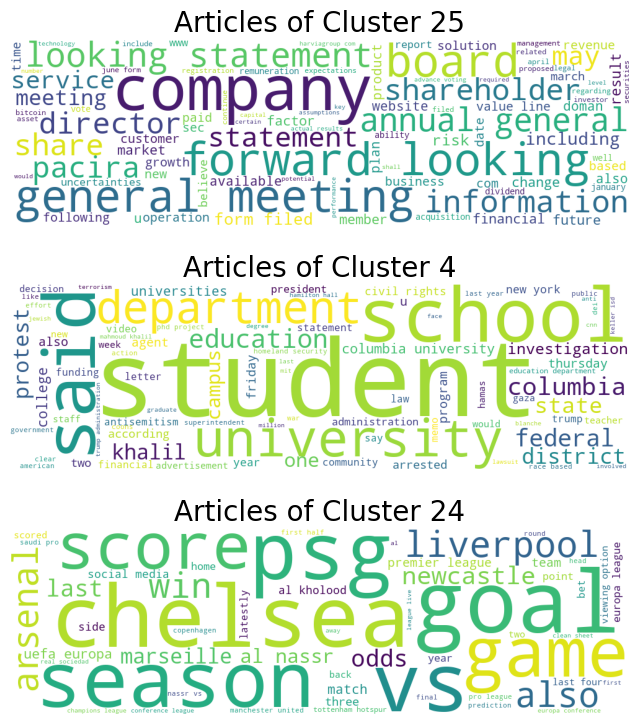 Articles of Cluster 25
technology include www harviagroup com management
looking statement board may
time report solution related revenue
june form registration remuneration expectations product advance voting required april proposed legal
service company shareholder result
number march level securities
meeting website value line doman regarding investor
bitcoin vote paid factor annual general
asset director sec filed including
customer statement ability date
share market risk based
certain key assumptions actual results plan
pacira growth forward looking well
would uncertainties new available potential business com change also
believe performance shall dividend january
general meeting information
following u operation form filed member acquisition financial future
continue capital
Articles of Cluster 4
decision terrorism president civil rights last year public
like universities hamilton hall new york anti
effort department u school
jewish phd project degree statement face dei cnn
protest new video mahmoud khalil education keller isd
also week agent homeland security columbia university investigation
said action last education department thursday
college funding letter mit campus friday law program hamas gaza columbia
staff graduate student state
government antisemitism superintendent war administration trump teacher
trump administration according million say menu would blanche lawsuit
khalil university federal
clear two one race based involved
american financial advertisement year community arrested district
Articles of Cluster 24
scored first half al round head
saudi pro home liverpool
score psg premier league team viewing option
social media newcastle point europa league
arsenal last win al kholood bet
side chelsea goal
copenhagen latestly league live two clean sheet
uefa europa marseille al nassr odds year game
real sociedad away back last four first
season match vs also
nassr vs three final pro league
prediction
champions league conference league manchester united tottenham hotspur europa conference